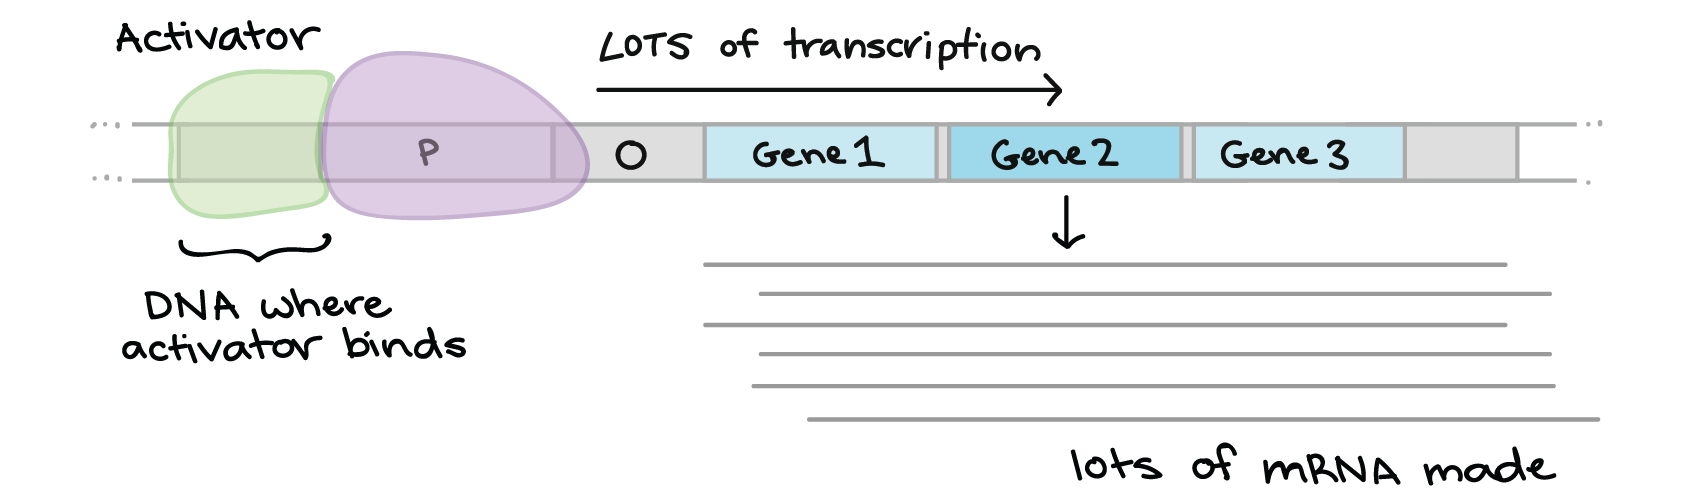 Activator
LOTS of transcription
P
O
Gene 1
Gene 2
Gene 3
DNA where
activator binds
lots of mRNA made